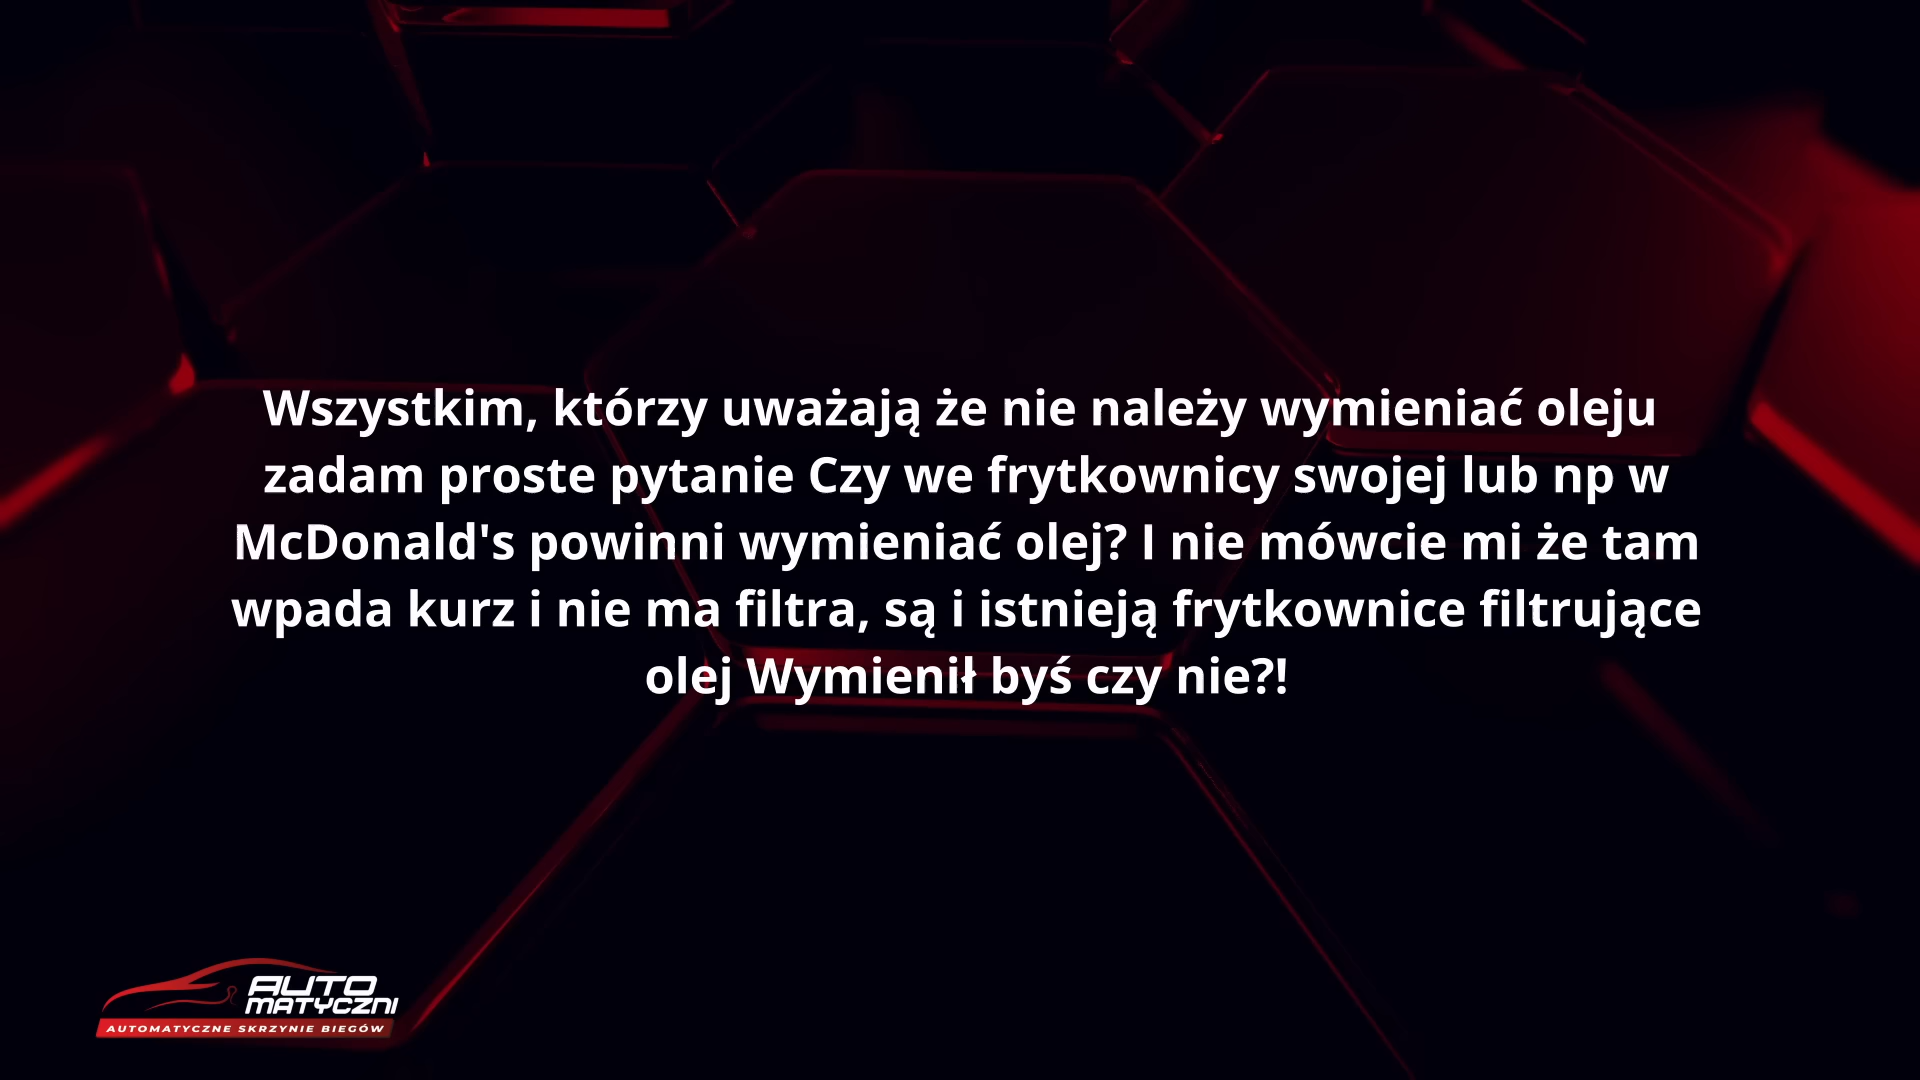 Wszystkim, którzy uważają że nie należy wymieniać oleju
zadam proste pytanie Czy we frytkownicy swojej lub np w
McDonald's powinni wymieniać olej? I nie mówcie mi że tam
wpada kurz i nie ma filtra, są i istnieją frytkownice filtrujące
olej Wymienił byś czy nie?!
AUTO
MATYCZNI
AUTOMATYCZNE SKRZYNIE BIEGÓW